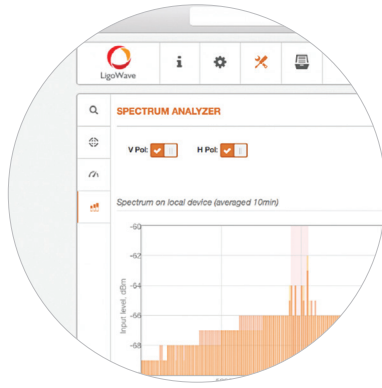 LigoWave
SPECTRUM ANALYZER
V Pol:
H Pol:
Spectrum on local device (averaged 10min)
-60
-62
-64
-66
-68
Input level, dBm